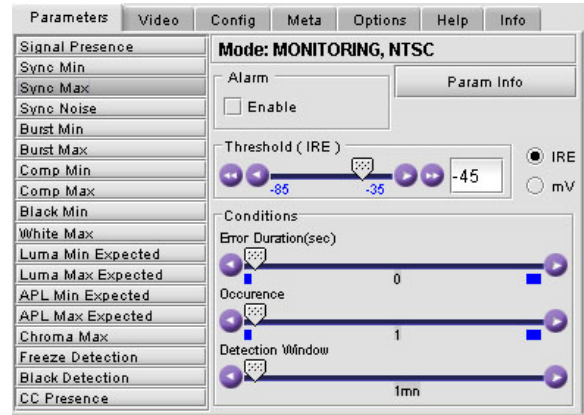 Parameters Video Config Meta Options Help Info
Signal Presence
Sync Min
Sync Max
Sync Noise
Burst Min
Burst Max
Comp Min
Comp Max
Black Min
White Max
Luma Min Expected
Luma Max Expected
APL Min Expected
APL Max Expected
Chroma Max
Freeze Detection
Black Detection
CC Presence
Mode: MONITORING, NTSC
Alarm
Enable
Param Info
Threshold ( IRE )
-85 -35
-45
IRE
mV
Conditions
Error Duration(sec)
0
Occurence
1
Detection Window
1mn